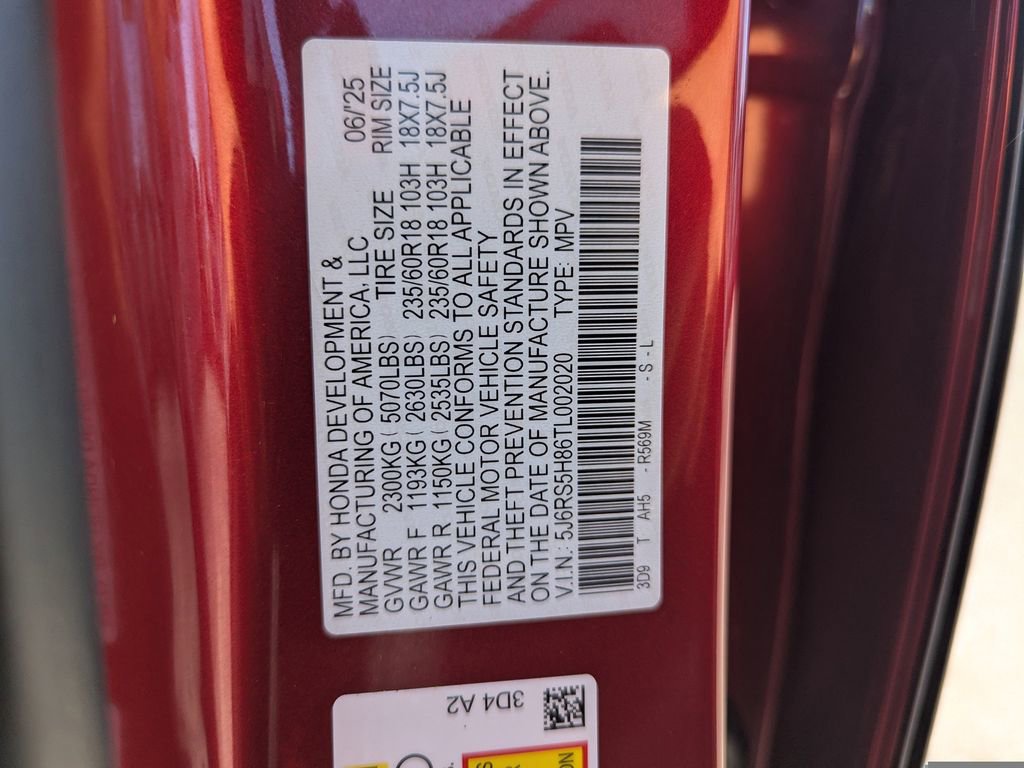 MFD. BY HONDA DEVELOPMENT &
MANUFACTURING OF AMERICA, LLC 06/'25
GVWR 2300KG ( 5070LBS) TIRE SIZE RIM SIZE
GAWR F 1193KG ( 2630LBS) 235/60R18 103H 18X7.5J
GAWR R 1150KG ( 2535LBS) 235/60R18 103H 18X7.5J
THIS VEHICLE CONFORMS TO ALL APPLICABLE
FEDERAL MOTOR VEHICLE SAFETY
AND THEFT PREVENTION STANDARDS IN EFFECT
ON THE DATE OF MANUFACTURE SHOWN ABOVE.
V.I.N.: 5J6RS5H86TL002020 TYPE: MPV
3D9 T AH5 - R569M - S - L
3D4 A2